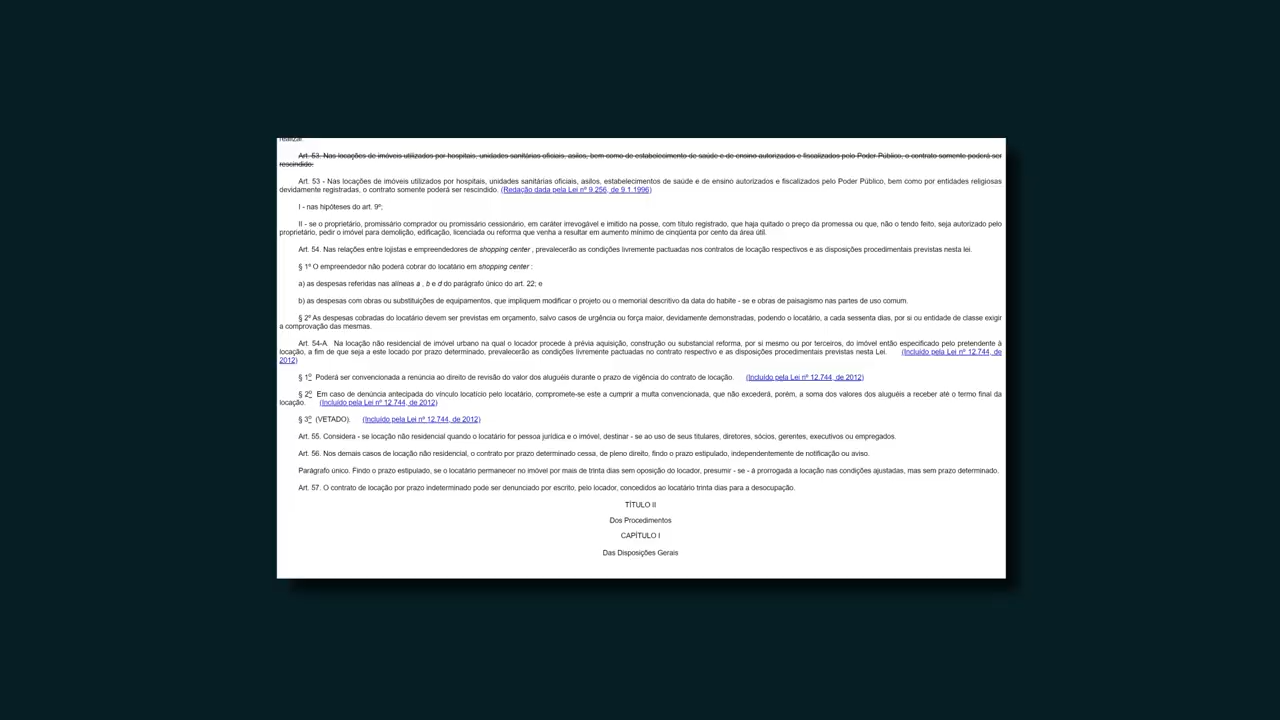 realizar.
Art. 53. Nas locações de imóveis utilizados por hospitais, unidades sanitárias oficiais, asilos, bem como de estabelecimento de saúde e de ensino autorizados e fiscalizados pelo Poder Público, o contrato somente poderá ser
rescindido:
Art. 53 - Nas locações de imóveis utilizados por hospitais, unidades sanitárias oficiais, asilos, estabelecimentos de saúde e de ensino autorizados e fiscalizados pelo Poder Público, bem como por entidades religiosas
devidamente registradas, o contrato somente poderá ser rescindido. (Redação dada pela Lei nº 9.256, de 9.1.1996)
I - nas hipóteses do art. 9º;
II - se o proprietário, promissário comprador ou promissário cessionário, em caráter irrevogável e imitido na posse, com título registrado, que haja quitado o preço da promessa ou que, não o tendo feito, seja autorizado pelo
proprietário, pedir o imóvel para demolição, edificação, licenciada ou reforma que venha a resultar em aumento mínimo de cinqüenta por cento da área útil.
Art. 54. Nas relações entre lojistas e empreendedores de shopping center , prevalecerão as condições livremente pactuadas nos contratos de locação respectivos e as disposições procedimentais previstas nesta lei.
§ 1º O empreendedor não poderá cobrar do locatário em shopping center :
a) as despesas referidas nas alíneas a , b e d do parágrafo único do art. 22; e
b) as despesas com obras ou substituições de equipamentos, que impliquem modificar o projeto ou o memorial descritivo da data do habite - se e obras de paisagismo nas partes de uso comum.
§ 2º As despesas cobradas do locatário devem ser previstas em orçamento, salvo casos de urgência ou força maior, devidamente demonstradas, podendo o locatário, a cada sessenta dias, por si ou entidade de classe exigir
a comprovação das mesmas.
Art. 54-A. Na locação não residencial de imóvel urbano na qual o locador procede à prévia aquisição, construção ou substancial reforma, por si mesmo ou por terceiros, do imóvel então especificado pelo pretendente à
locação, a fim de que seja a este locado por prazo determinado, prevalecerão as condições livremente pactuadas no contrato respectivo e as disposições procedimentais previstas nesta Lei. (Incluído pela Lei nº 12.744, de
2012)
§ 1º Poderá ser convencionada a renúncia ao direito de revisão do valor dos aluguéis durante o prazo de vigência do contrato de locação. (Incluído pela Lei nº 12.744, de 2012)
§ 2º Em caso de denúncia antecipada do vínculo locatício pelo locatário, compromete-se este a cumprir a multa convencionada, que não excederá, porém, a soma dos valores dos aluguéis a receber até o termo final da
locação. (Incluído pela Lei nº 12.744, de 2012)
§ 3º (VETADO). (Incluído pela Lei nº 12.744, de 2012)
Art. 55. Considera - se locação não residencial quando o locatário for pessoa jurídica e o imóvel, destinar - se ao uso de seus titulares, diretores, sócios, gerentes, executivos ou empregados.
Art. 56. Nos demais casos de locação não residencial, o contrato por prazo determinado cessa, de pleno direito, findo o prazo estipulado, independentemente de notificação ou aviso.
Parágrafo único. Findo o prazo estipulado, se o locatário permanecer no imóvel por mais de trinta dias sem oposição do locador, presumir - se - á prorrogada a locação nas condições ajustadas, mas sem prazo determinado.
Art. 57. O contrato de locação por prazo indeterminado pode ser denunciado por escrito, pelo locador, concedidos ao locatário trinta dias para a desocupação.
TÍTULO II
Dos Procedimentos
CAPÍTULO I
Das Disposições Gerais